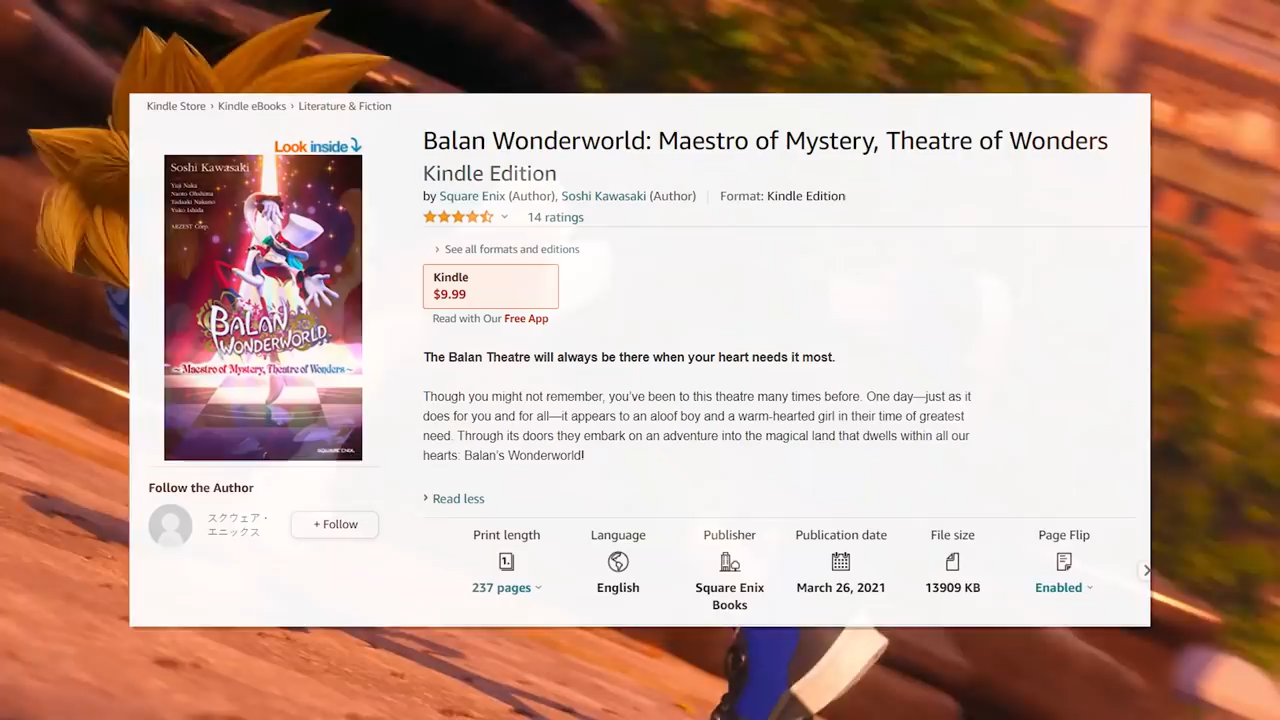 Kindle Store › Kindle eBooks › Literature & Fiction
Look inside
Soshi Kawasaki
Yuji Naka
Naoto Ohshima
Tadaaki Nakano
Yuko Ishida
ARZEST Corp.
BALAN
WONDERWORLD
~ Maestro of Mystery, Theatre of Wonders ~
SQUARE ENIX.
Follow the Author
スクウェア・
エニックス
+ Follow
Balan Wonderworld: Maestro of Mystery, Theatre of Wonders
Kindle Edition
by Square Enix (Author), Soshi Kawasaki (Author) | Format: Kindle Edition
14 ratings
› See all formats and editions
Kindle
$9.99
Read with Our Free App
The Balan Theatre will always be there when your heart needs it most.
Though you might not remember, you've been to this theatre many times before. One day—just as it
does for you and for all—it appears to an aloof boy and a warm-hearted girl in their time of greatest
need. Through its doors they embark on an adventure into the magical land that dwells within all our
hearts: Balan's Wonderworld!
› Read less
Print length
1.
237 pages
Language
English
Publisher
Square Enix
Books
Publication date
March 26, 2021
File size
13909 KB
Page Flip
Enabled